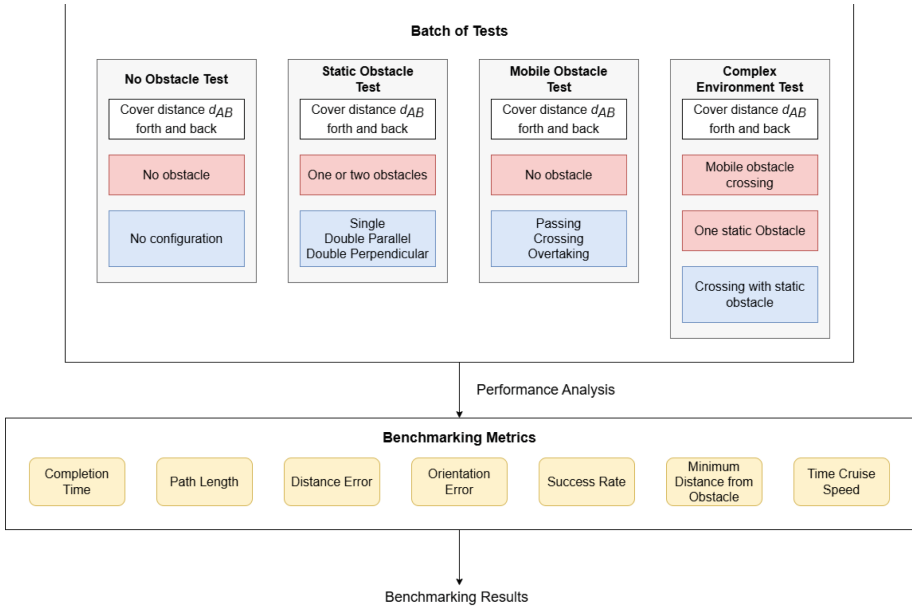 Batch of Tests
No Obstacle Test
Cover distance dAB
forth and back
No obstacle
No configuration
Static Obstacle
Test
Cover distance dAB
forth and back
One or two obstacles
Single
Double Parallel
Double Perpendicular
Mobile Obstacle
Test
Cover distance dAB
forth and back
No obstacle
Passing
Crossing
Overtaking
Complex
Environment Test
Cover distance dAB
forth and back
Mobile obstacle
crossing
One static Obstacle
Crossing with static
obstacle
Performance Analysis
Benchmarking Metrics
Completion
Time
Path Length
Distance Error
Orientation
Error
Success Rate
Minimum
Distance from
Obstacle
Time Cruise
Speed
Benchmarking Results